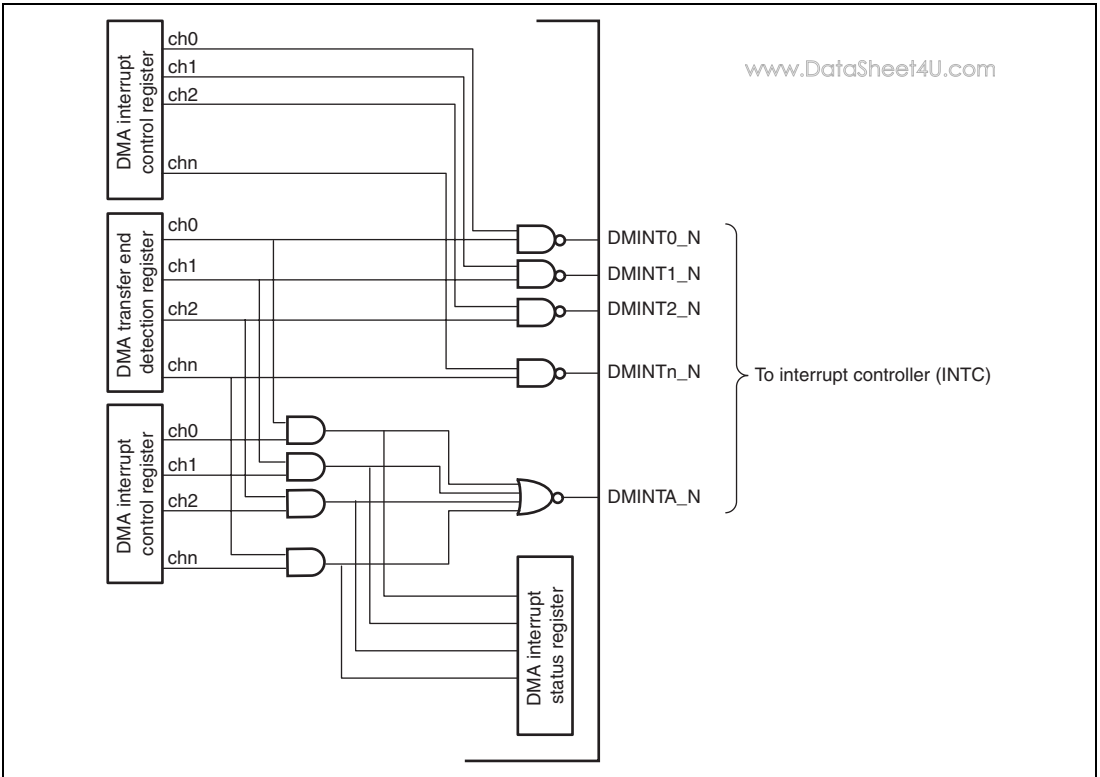 www.DataSheet4U.com
DMA interrupt
control register
ch0
ch1
ch2
chn
DMA transfer end
detection register
ch0
ch1
ch2
chn
DMA interrupt
control register
ch0
ch1
ch2
chn
DMINT0_N
DMINT1_N
DMINT2_N
DMINTn_N
DMINTA_N
To interrupt controller (INTC)
DMA interrupt
status register